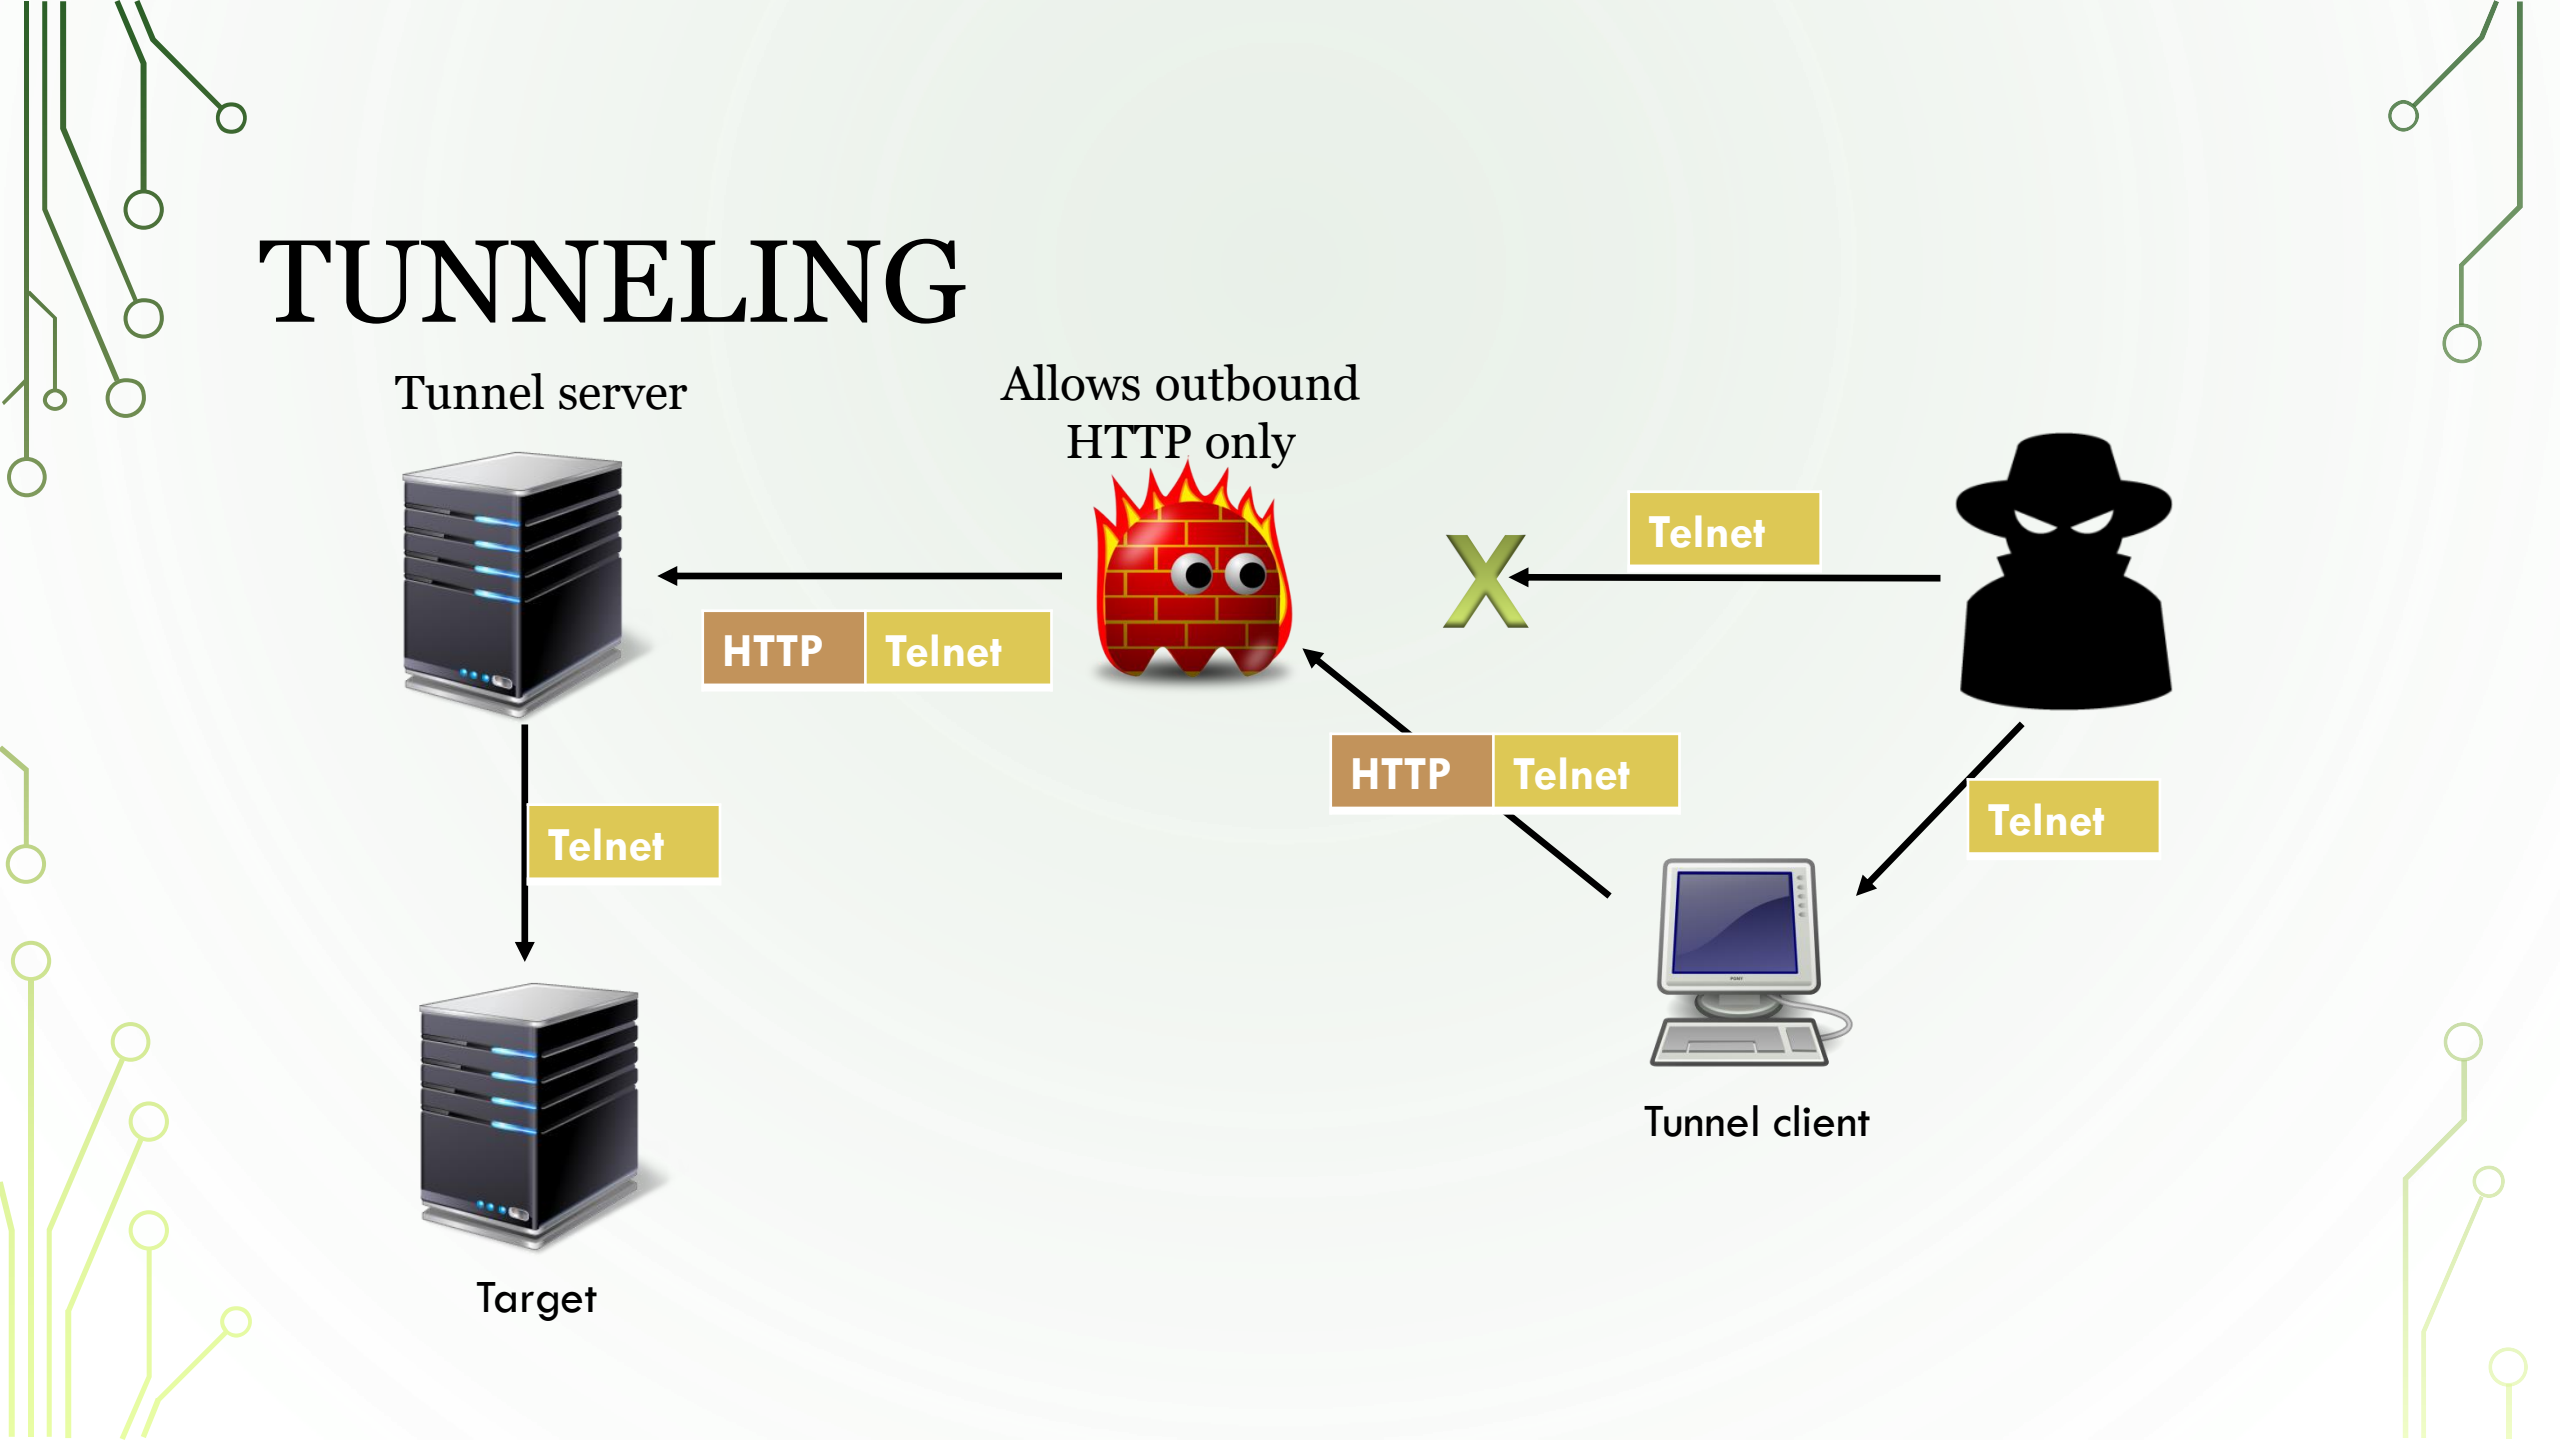 TUNNELING
Tunnel server
Allows outbound
HTTP only
Telnet
HTTP Telnet
HTTP Telnet
Telnet
Telnet
Tunnel client
Target